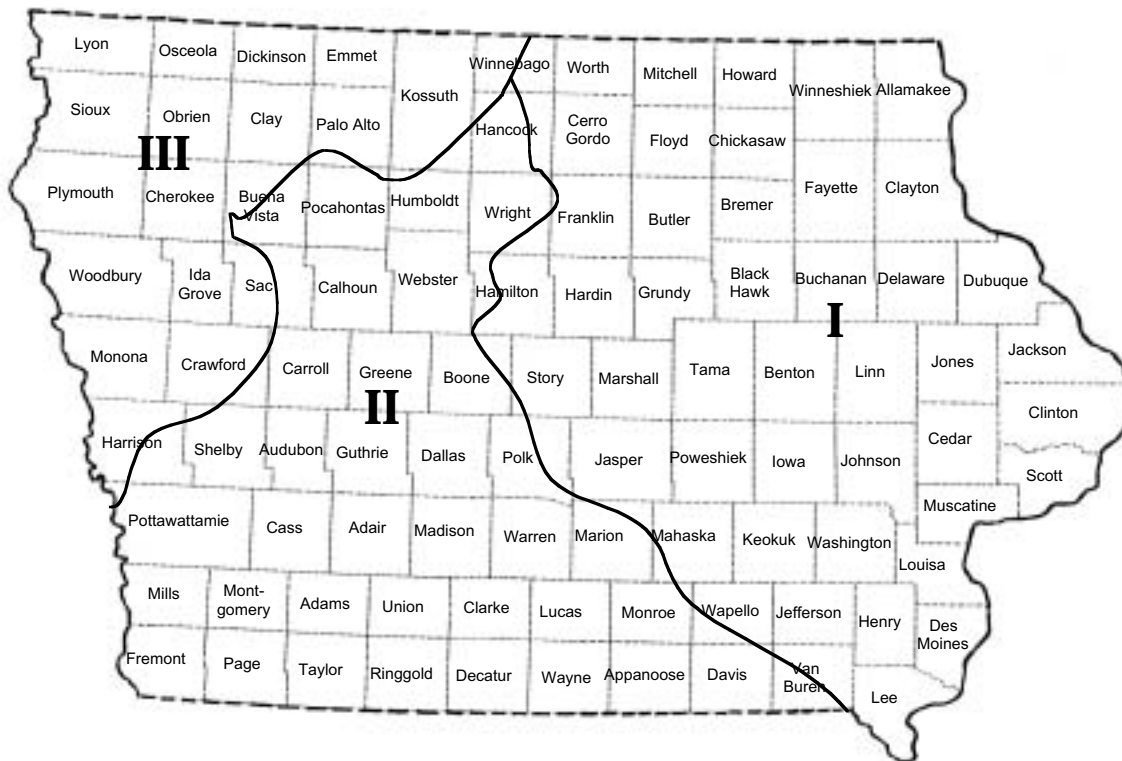 Lyon
Osceola
Dickinson
Emmet
Kossuth
Winnebago
Worth
Mitchell
Howard
Winneshiek
Allamakee
Sioux
Obrien
Clay
Palo Alto
Hancock
Cerro
Gordo
Floyd
Chickasaw
III
Plymouth
Cherokee
Buena
Vista
Pocahontas
Humboldt
Wright
Franklin
Butler
Bremer
Fayette
Clayton
Woodbury
Ida
Grove
Sac
Calhoun
Webster
Hamilton
Hardin
Grundy
Black
Hawk
Buchanan
Delaware
Dubuque
I
Monona
Crawford
Carroll
Greene
Boone
Story
Marshall
Tama
Benton
Linn
Jones
Jackson
II
Clinton
Harrison
Shelby
Audubon
Guthrie
Dallas
Polk
Jasper
Poweshiek
Iowa
Johnson
Cedar
Scott
Muscatine
Pottawattamie
Cass
Adair
Madison
Warren
Marion
Mahaska
Keokuk
Washington
Louisa
Mills
Mont-
gomery
Adams
Union
Clarke
Lucas
Monroe
Wapello
Jefferson
Henry
Des
Moines
Fremont
Page
Taylor
Ringgold
Decatur
Wayne
Appanoose
Davis
Van
Buren
Lee